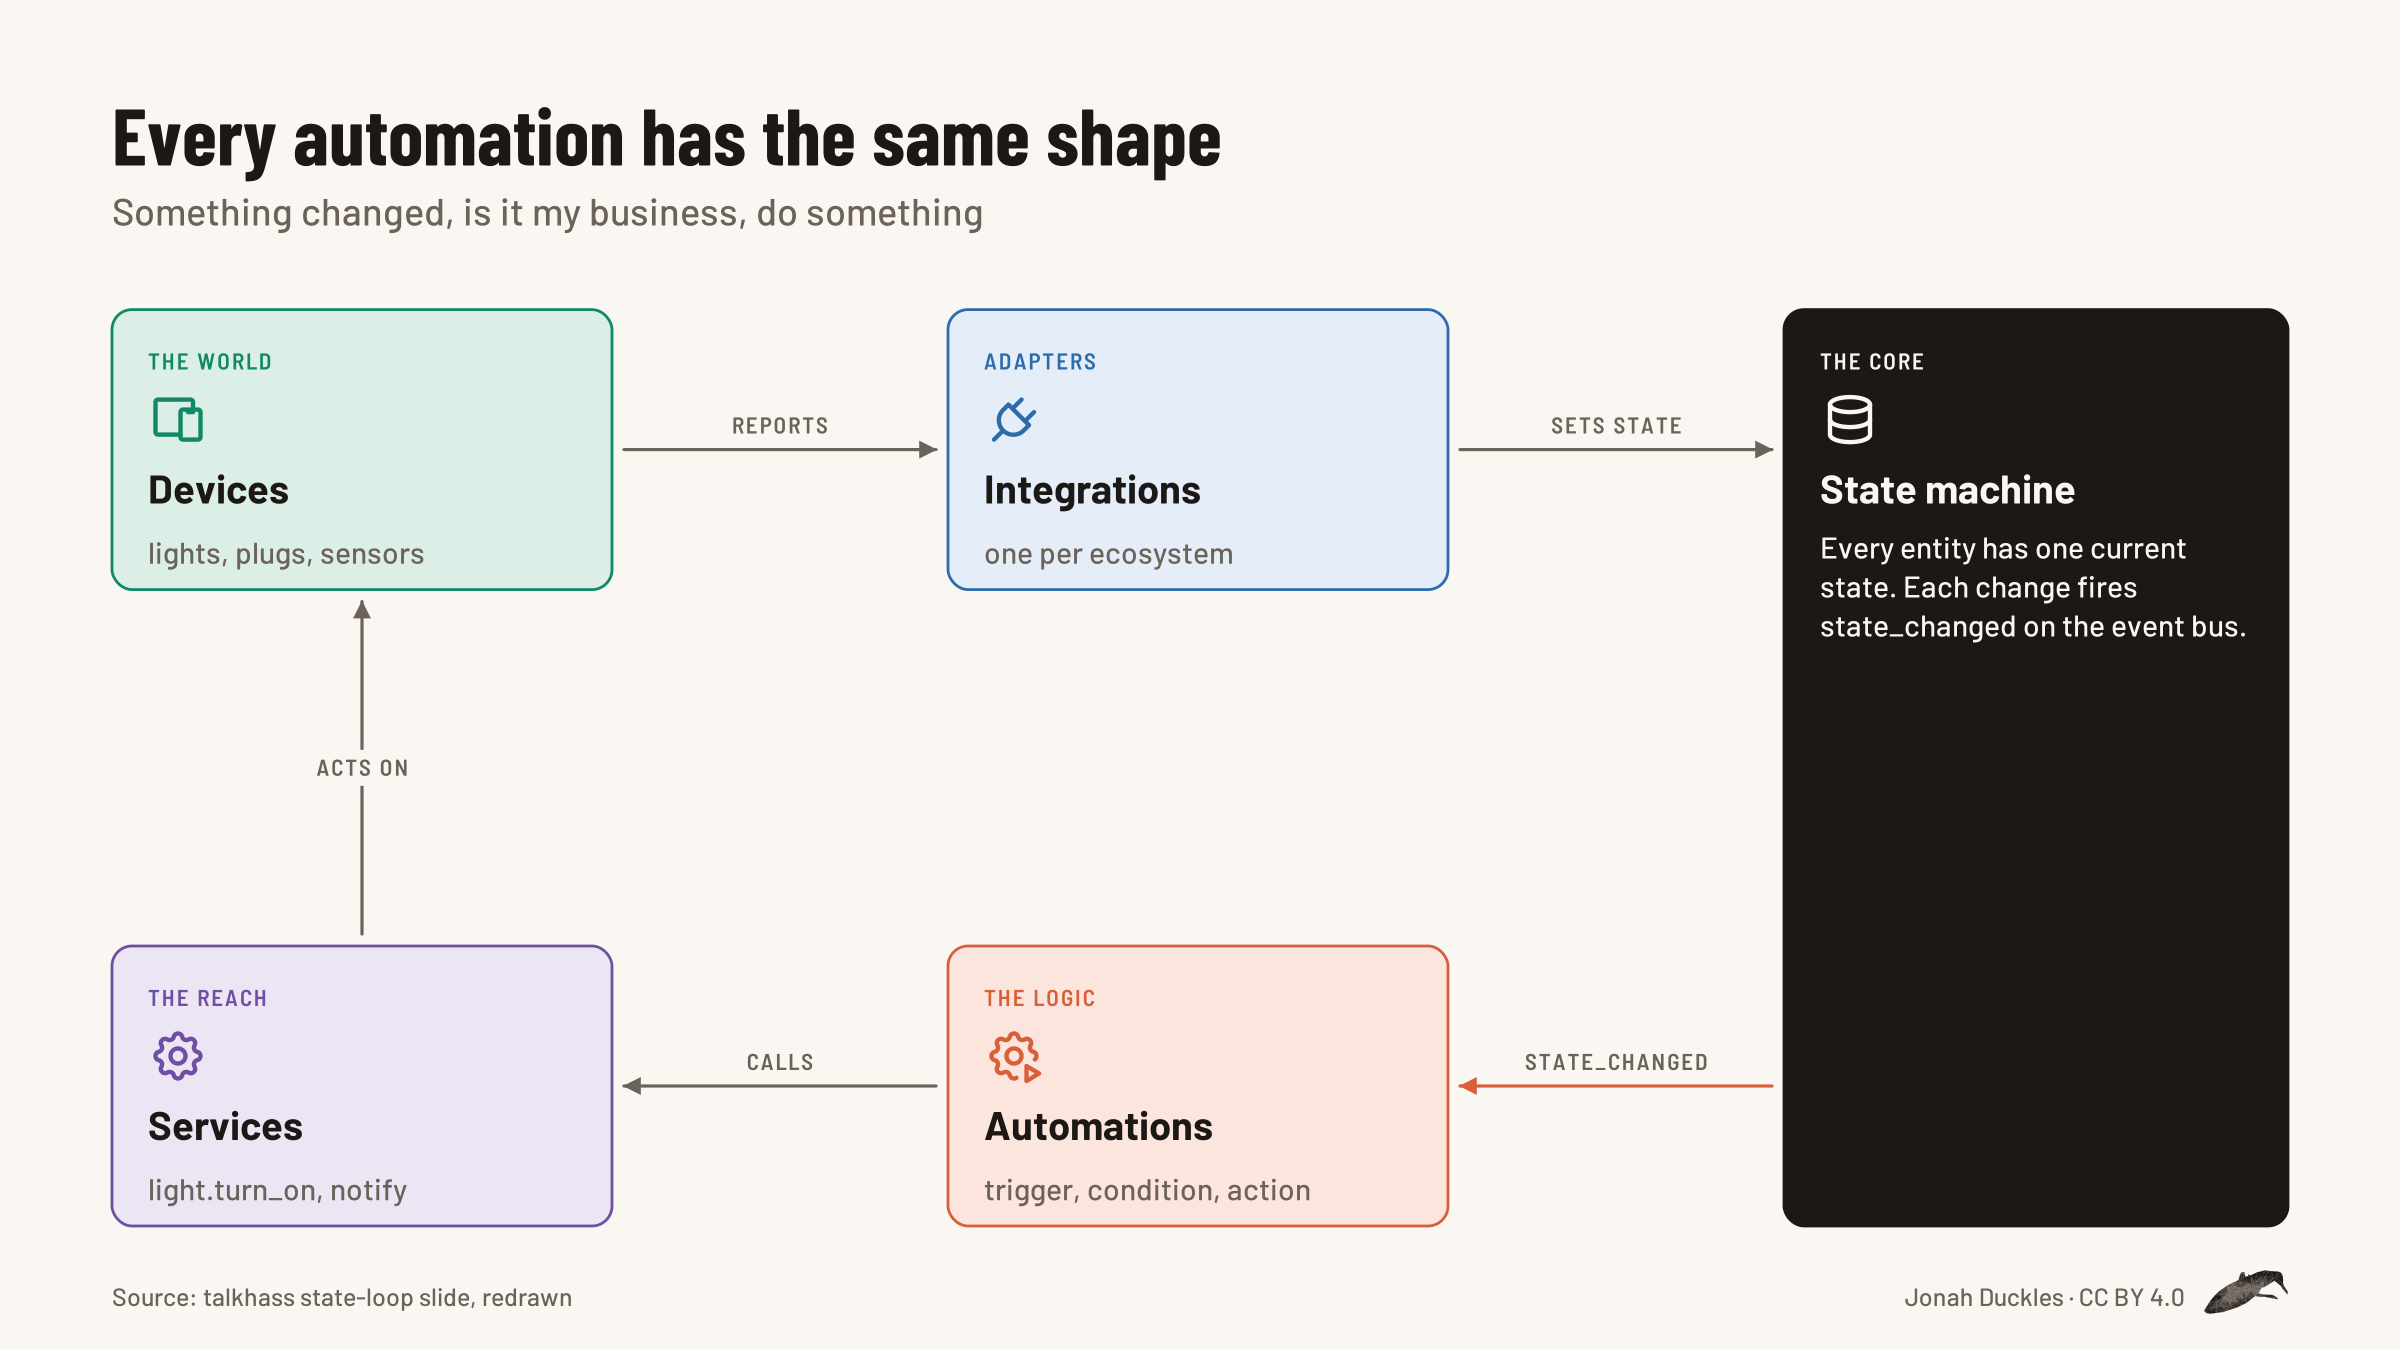 Every automation has the same shape
Something changed, is it my business, do something
THE WORLD
Devices
lights, plugs, sensors
REPORTS
ADAPTERS
Integrations
one per ecosystem
SETS STATE
THE CORE
State machine
Every entity has one current
state. Each change fires
state_changed on the event bus.
ACTS ON
THE REACH
Services
light.turn_on, notify
CALLS
THE LOGIC
Automations
trigger, condition, action
STATE_CHANGED
Source: talkhass state-loop slide, redrawn
Jonah Duckles · CC BY 4.0